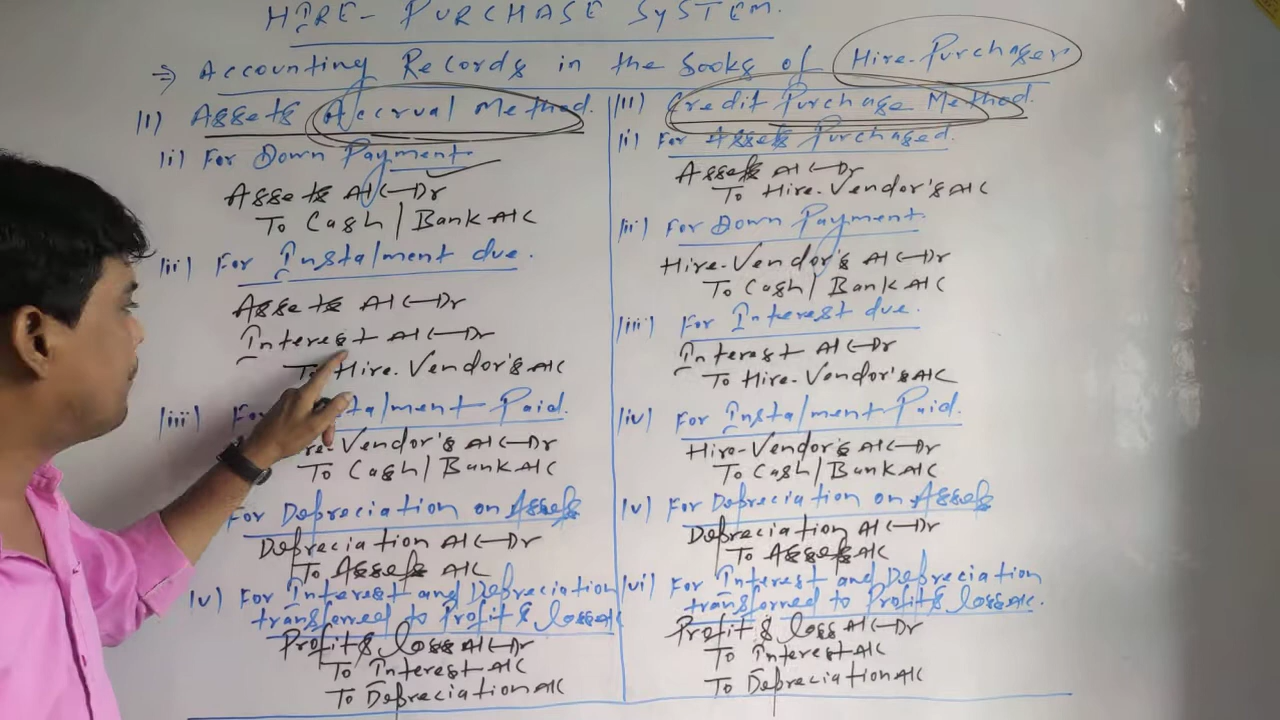 HIRE-PURCHASE SYSTEM.
⇒ Accounting Records in the books of Hire-Purchaser
(I) Assets Accrual Method.
(i) For Down Payment.
Assets A/C—Dr
To Cash/Bank A/C
(ii) For Instalment due.
Assets A/C—Dr
Interest A/C—Dr
To Hire-Vendor's A/C
(iii) For Instalment Paid.
Hire-Vendor's A/C—Dr
To Cash/Bank A/C
For Depreciation on Assets
Depreciation A/C—Dr
To Assets A/C
(v) For Interest and Depreciation
transferred to Profit & loss A/C
Profit & loss A/C—Dr
To Interest A/C
To Depreciation A/C
(II) Credit Purchase Method.
(i) For Assets Purchased.
Assets A/C—Dr
To Hire-Vendor's A/C
(ii) For Down Payment.
Hire-Vendor's A/C—Dr
To Cash/Bank A/C
(iii) For Interest due.
Interest A/C—Dr
To Hire-Vendor's A/C
(iv) For Instalment Paid.
Hire-Vendor's A/C—Dr
To Cash/Bank A/C
(v) For Depreciation on Assets
Depreciation A/C—Dr
To Assets A/C
(vi) For Interest and Depreciation
transferred to Profit & loss A/C.
Profit & loss A/C—Dr
To Interest A/C
To Depreciation A/C